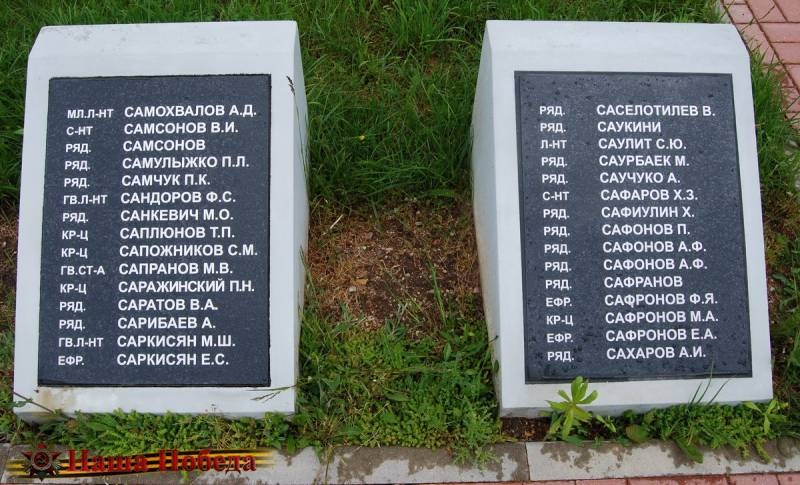 МЛ.Л-НТ САМОХВАЛОВ А.Д.
С-НТ САМСОНОВ В.И.
РЯД. САМСОНОВ
РЯД. САМУЛЫЖКО П.Л.
РЯД. САМЧУК П.К.
ГВ.Л-НТ САНДОРОВ Ф.С.
РЯД. САНКЕВИЧ М.О.
КР-Ц САПЛЮНОВ Т.П.
КР-Ц САПОЖНИКОВ С.М.
ГВ.СТ-А САПРАНОВ М.В.
КР-Ц САРАЖИНСКИЙ П.Н.
РЯД. САРАТОВ В.А.
РЯД. САРИБАЕВ А.
ГВ.Л-НТ САРКИСЯН М.Ш.
ЕФР. САРКИСЯН Е.С.
РЯД. САСЕЛОТИЛЕВ В.
РЯД. САУКИНИ
Л-НТ САУЛИТ С.Ю.
РЯД. САУРБАЕК М.
РЯД. САУЧУКО А.
С-НТ САФАРОВ Х.З.
РЯД. САФИУЛИН Х.
РЯД. САФОНОВ П.
РЯД. САФОНОВ А.Ф.
РЯД. САФОНОВ А.Ф.
РЯД. САФРАНОВ
ЕФР. САФРОНОВ Ф.Я.
КР-Ц САФРОНОВ М.А.
ЕФР. САФРОНОВ Е.А.
РЯД. САХАРОВ А.И.
Наша Победа